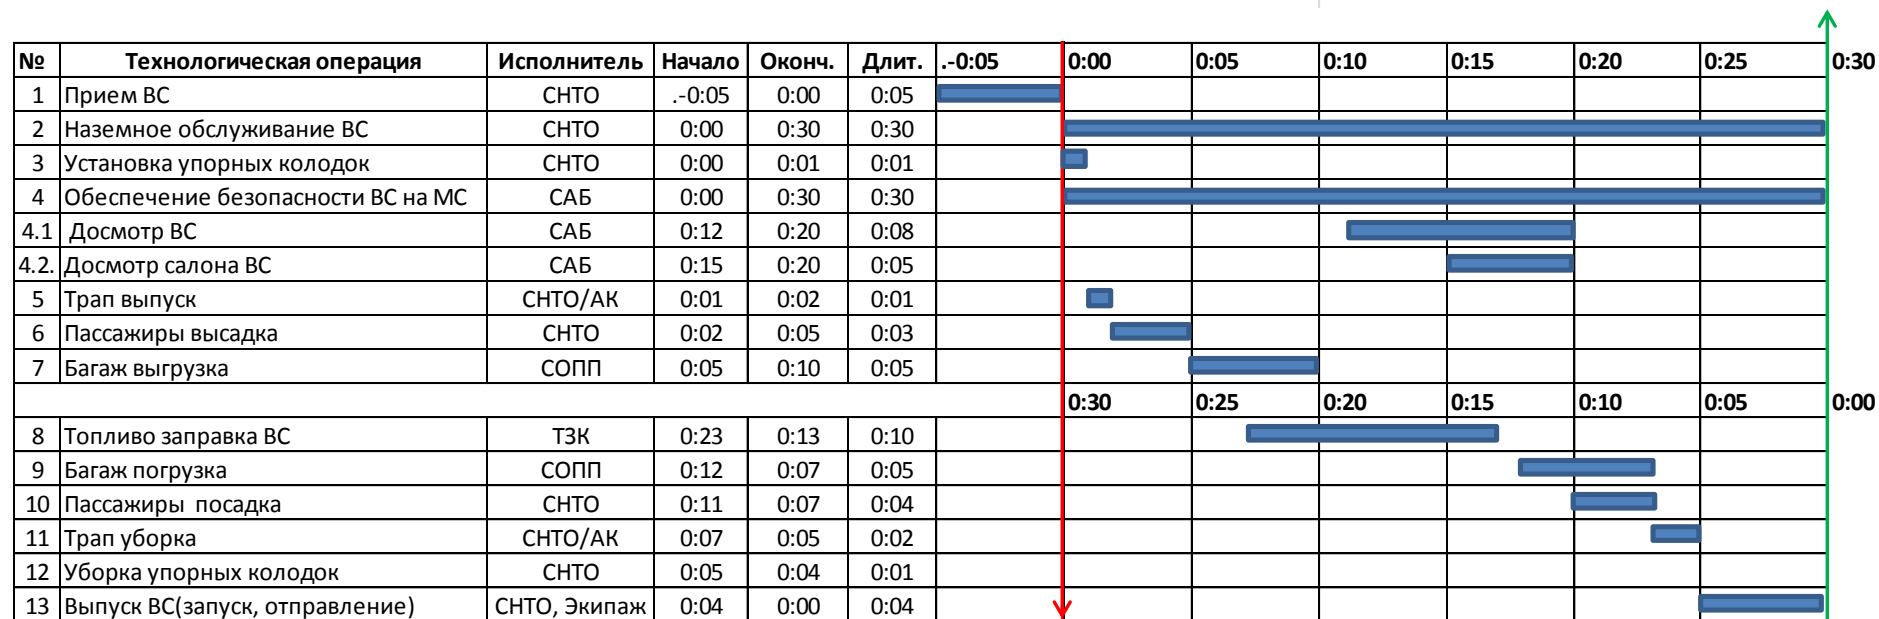 № Технологическая операция Исполнитель Начало Оконч. Длит. .-0:05 0:00 0:05 0:10 0:15 0:20 0:25 0:30
1 Прием ВС СНТО .-0:05 0:00 0:05
2 Наземное обслуживание ВС СНТО 0:00 0:30 0:30
3 Установка упорных колодок СНТО 0:00 0:01 0:01
4 Обеспечение безопасности ВС на МС САБ 0:00 0:30 0:30
4.1 Досмотр ВС САБ 0:12 0:20 0:08
4.2. Досмотр салона ВС САБ 0:15 0:20 0:05
5 Трап выпуск СНТО/АК 0:01 0:02 0:01
6 Пассажиры высадка СНТО 0:02 0:05 0:03
7 Багаж выгрузка СОПП 0:05 0:10 0:05
0:30 0:25 0:20 0:15 0:10 0:05 0:00
8 Топливо заправка ВС ТЗК 0:23 0:13 0:10
9 Багаж погрузка СОПП 0:12 0:07 0:05
10 Пассажиры посадка СНТО 0:11 0:07 0:04
11 Трап уборка СНТО/АК 0:07 0:05 0:02
12 Уборка упорных колодок СНТО 0:05 0:04 0:01
13 Выпуск ВС(запуск, отправление) СНТО, Экипаж 0:04 0:00 0:04